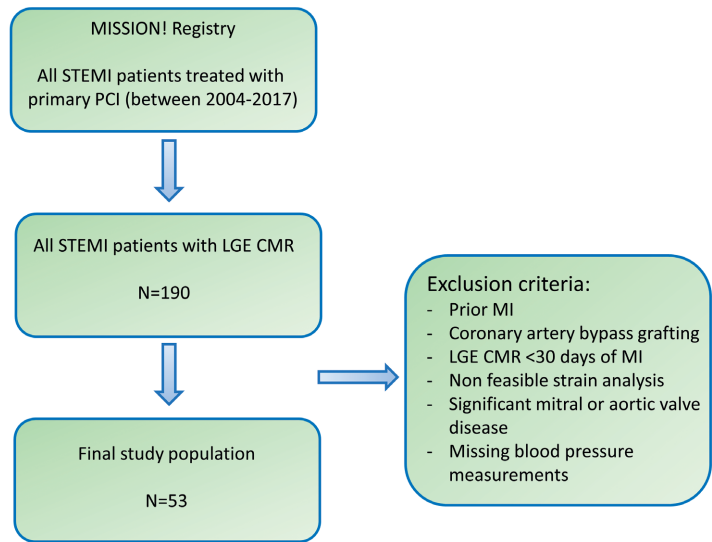 MISSION! Registry
All STEMI patients treated with
primary PCI (between 2004-2017)
All STEMI patients with LGE CMR
N=190
Exclusion criteria:
- Prior MI
- Coronary artery bypass grafting
- LGE CMR <30 days of MI
- Non feasible strain analysis
- Significant mitral or aortic valve
disease
- Missing blood pressure
measurements
Final study population
N=53